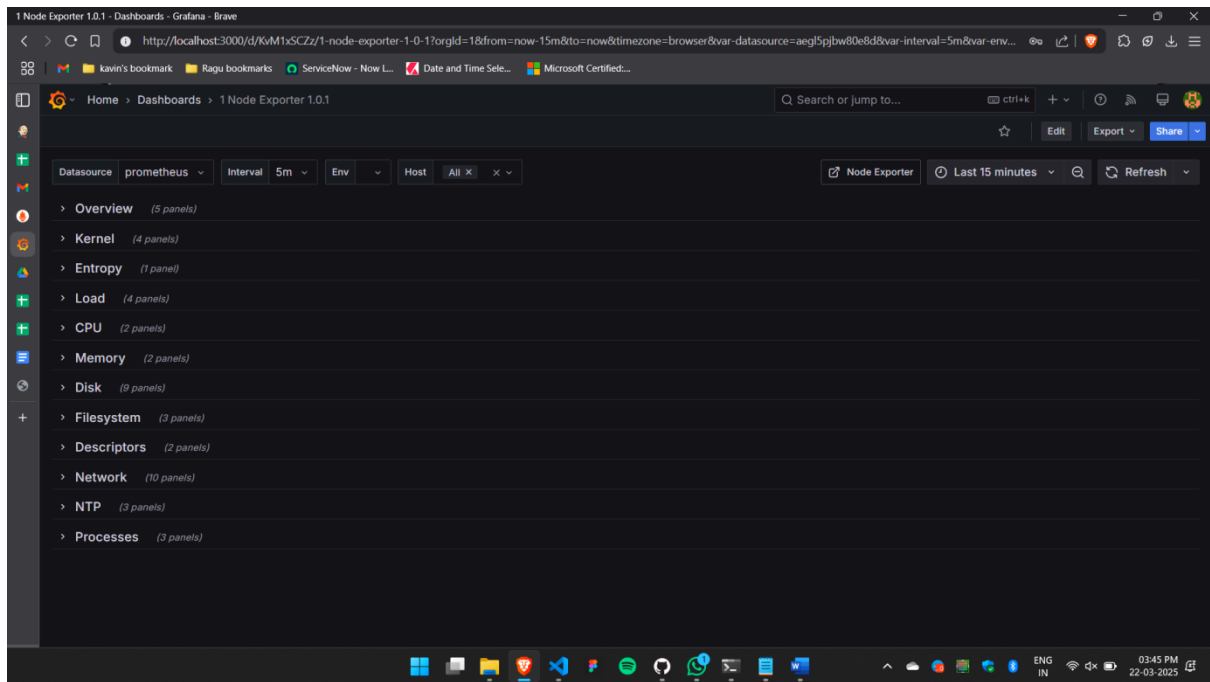 1 Node Exporter 1.0.1 - Dashboards - Grafana - Brave
http://localhost:3000/d/KvM1xSCZz/1-node-exporter-1-0-1?orgId=1&from=now-15m&to=now&timezone=browser&var-datasource=aegl5pjbw80e8d&var-interval=5m&var-env...
kavin's bookmark Ragu bookmarks ServiceNow - Now L... Date and Time Sele... Microsoft Certified:...
Home > Dashboards > 1 Node Exporter 1.0.1 Search or jump to... ctrl+k
Edit Export Share
Datasource prometheus Interval 5m Env Host All × Node Exporter Last 15 minutes Refresh
Overview (5 panels)
Kernel (4 panels)
Entropy (1 panel)
Load (4 panels)
CPU (2 panels)
Memory (2 panels)
Disk (9 panels)
Filesystem (3 panels)
Descriptors (2 panels)
Network (10 panels)
NTP (3 panels)
Processes (3 panels)
1
ENG 03:45 PM
IN 22-03-2025